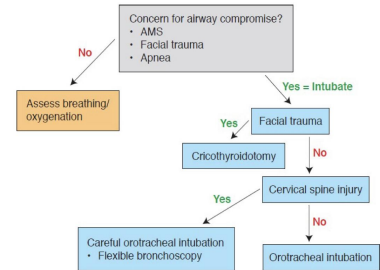 Concern for airway compromise?
• AMS
• Facial trauma
• Apnea
No
Yes = Intubate
Assess breathing/
oxygenation
Facial trauma
Yes
No
Cricothyroidotomy
Cervical spine injury
Yes
No
Careful orotracheal intubation
• Flexible bronchoscopy
Orotracheal intubation